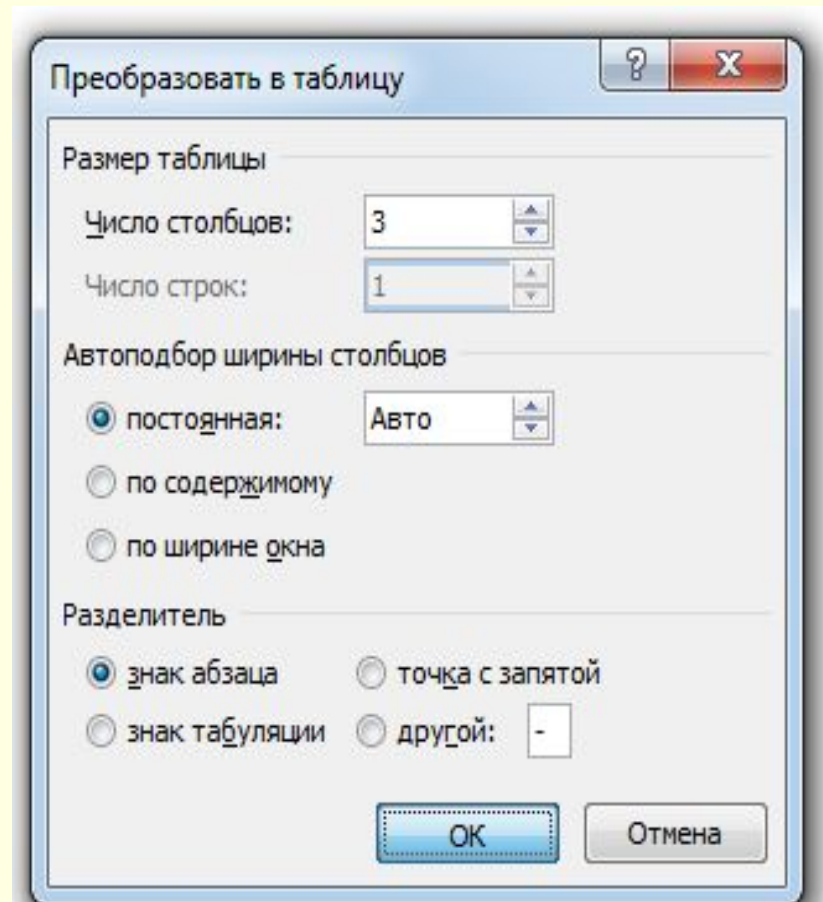 Преобразовать в таблицу ? X
Размер таблицы
Число столбцов: 3
Число строк: 1
Автоподбор ширины столбцов
постоянная: Авто
по содержимому
по ширине окна
Разделитель
знак абзаца точка с запятой
знак табуляции другой: -
ОК Отмена